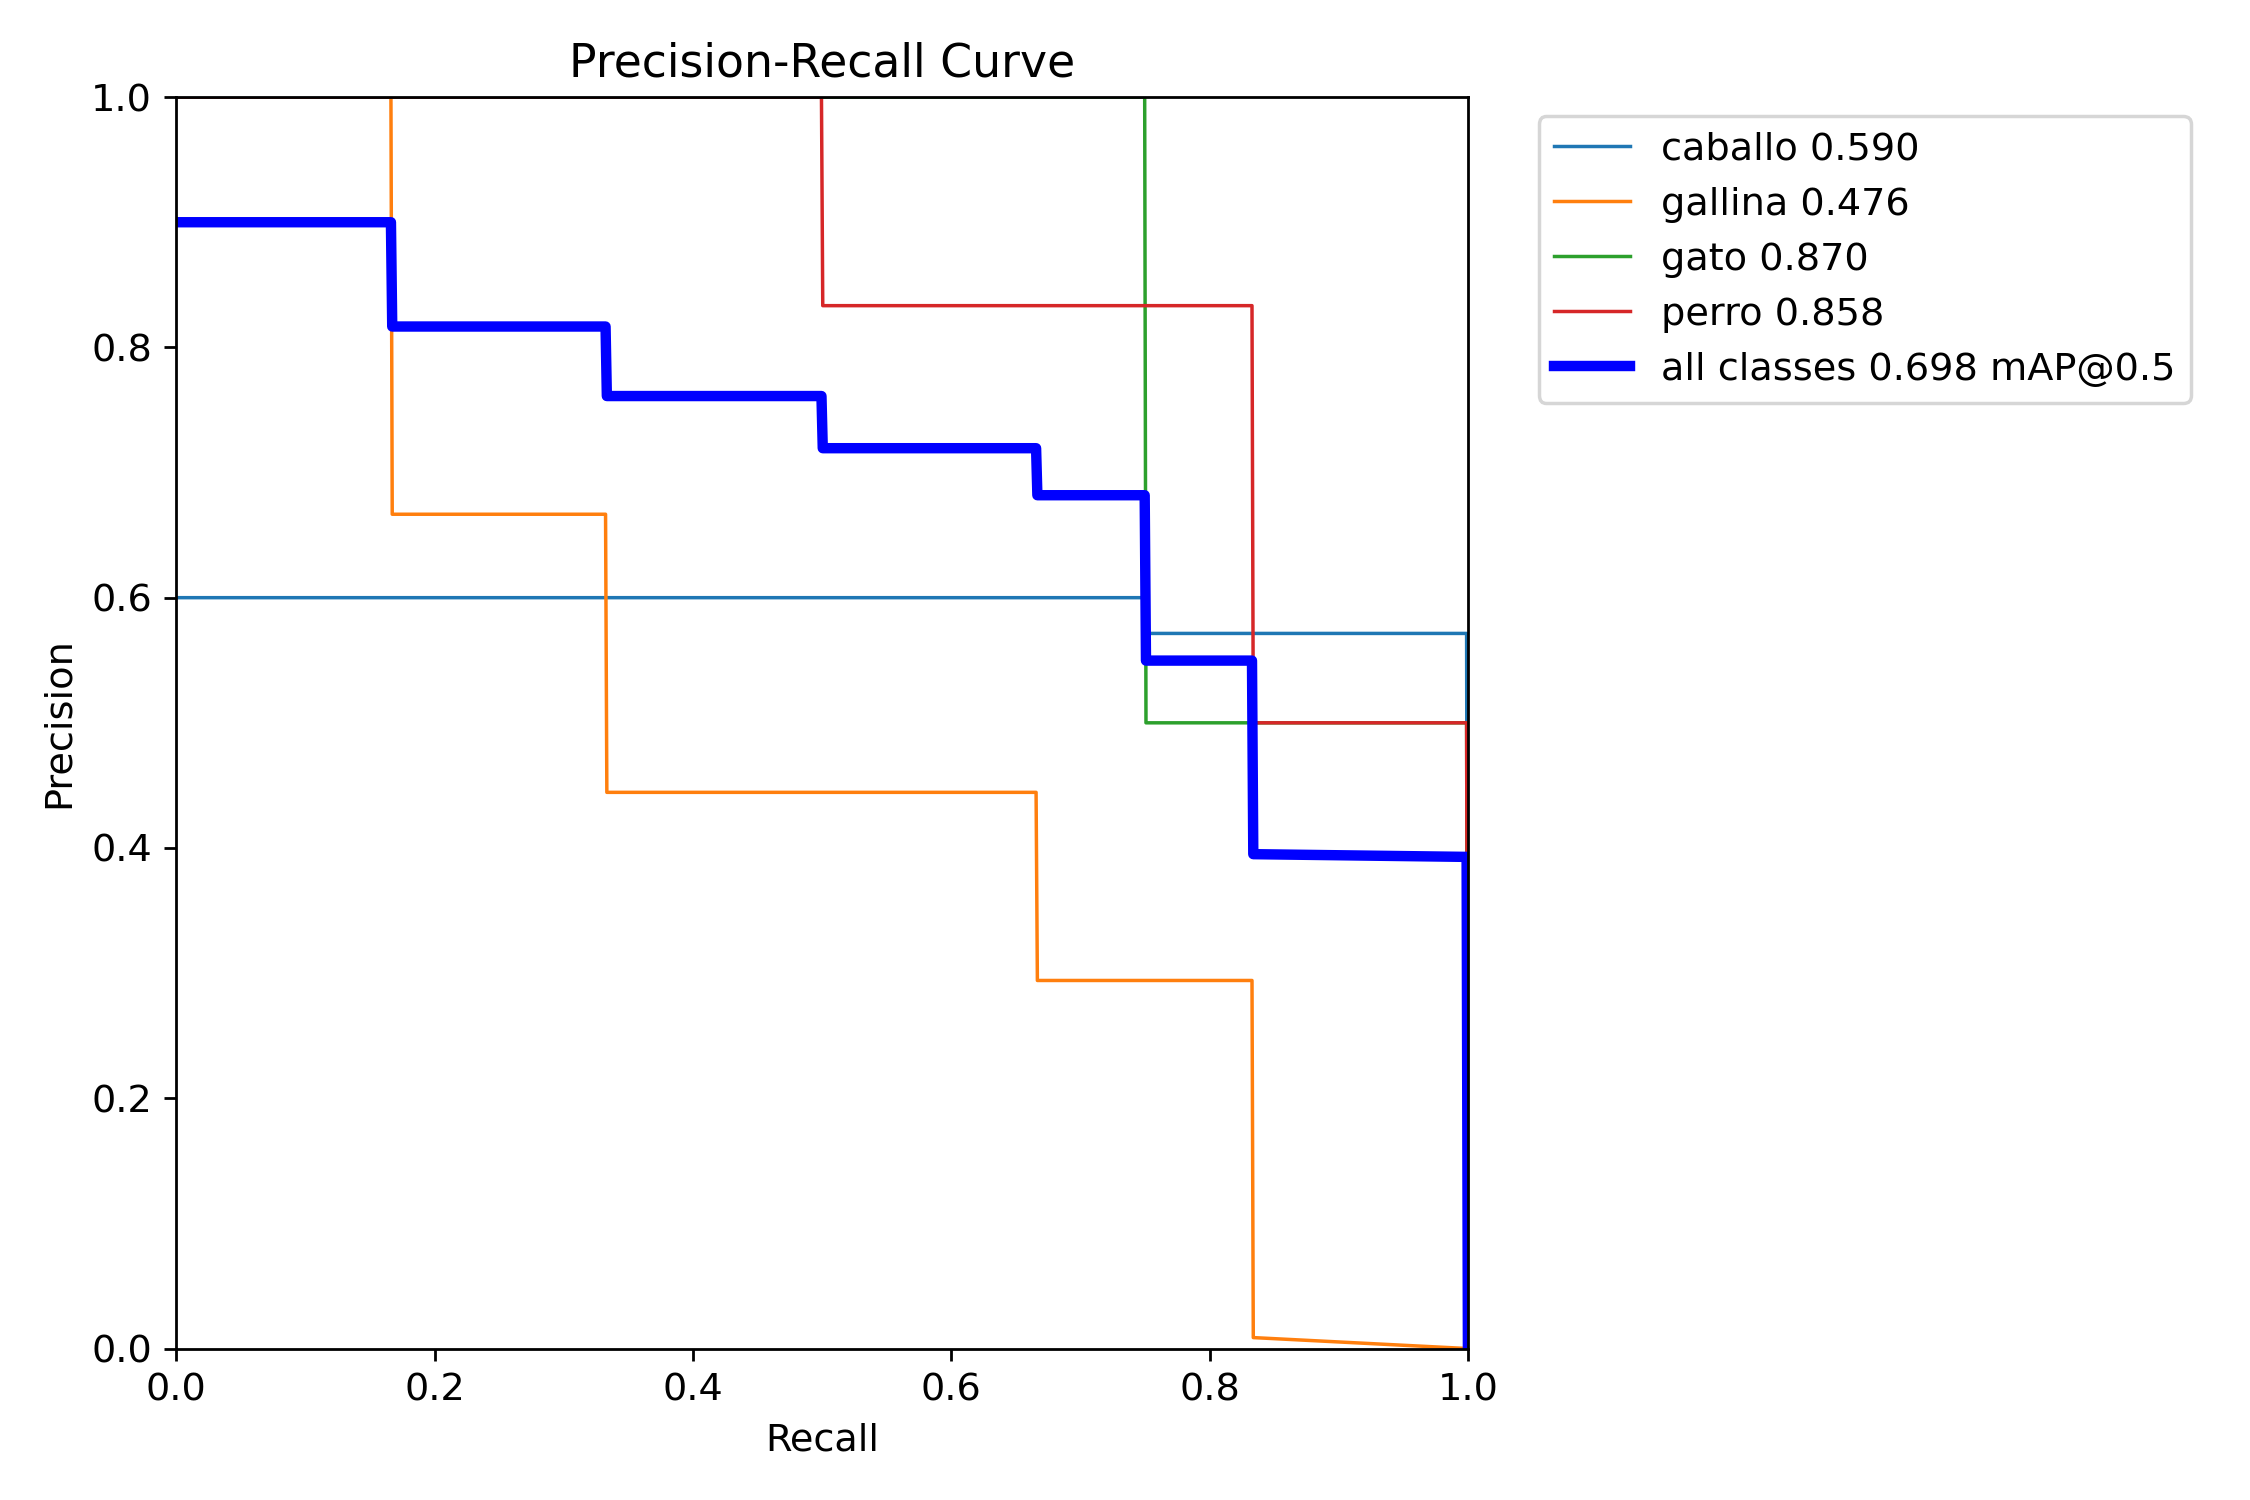 Precision-Recall Curve
1.0
0.8
0.6
0.4
0.2
0.0
Precision
0.0 0.2 0.4 0.6 0.8 1.0
Recall
caballo 0.590
gallina 0.476
gato 0.870
perro 0.858
all classes 0.698 mAP@0.5